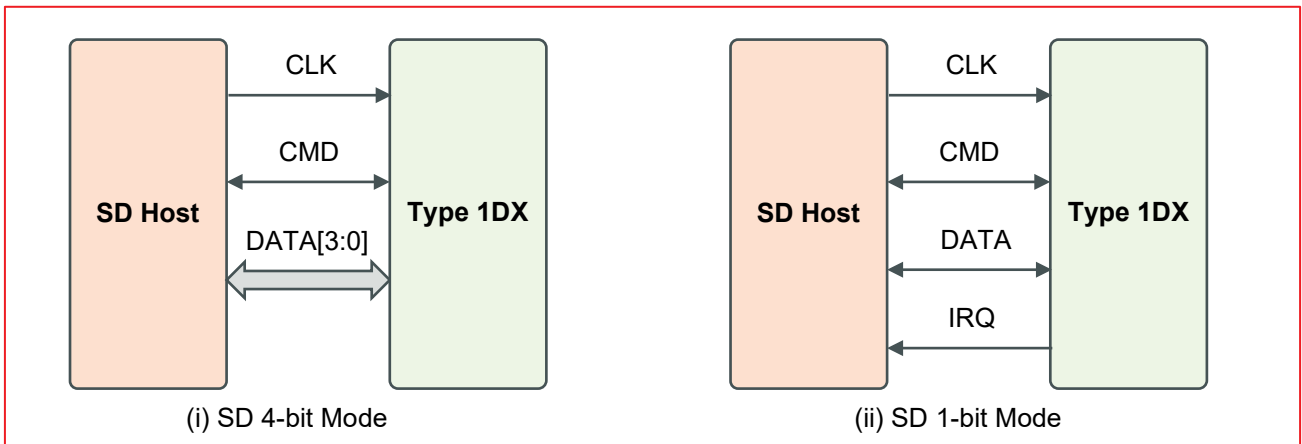 CLK
CMD
SD Host
Type 1DX
DATA[3:0]
(i) SD 4-bit Mode
CLK
CMD
SD Host
Type 1DX
DATA
IRQ
(ii) SD 1-bit Mode